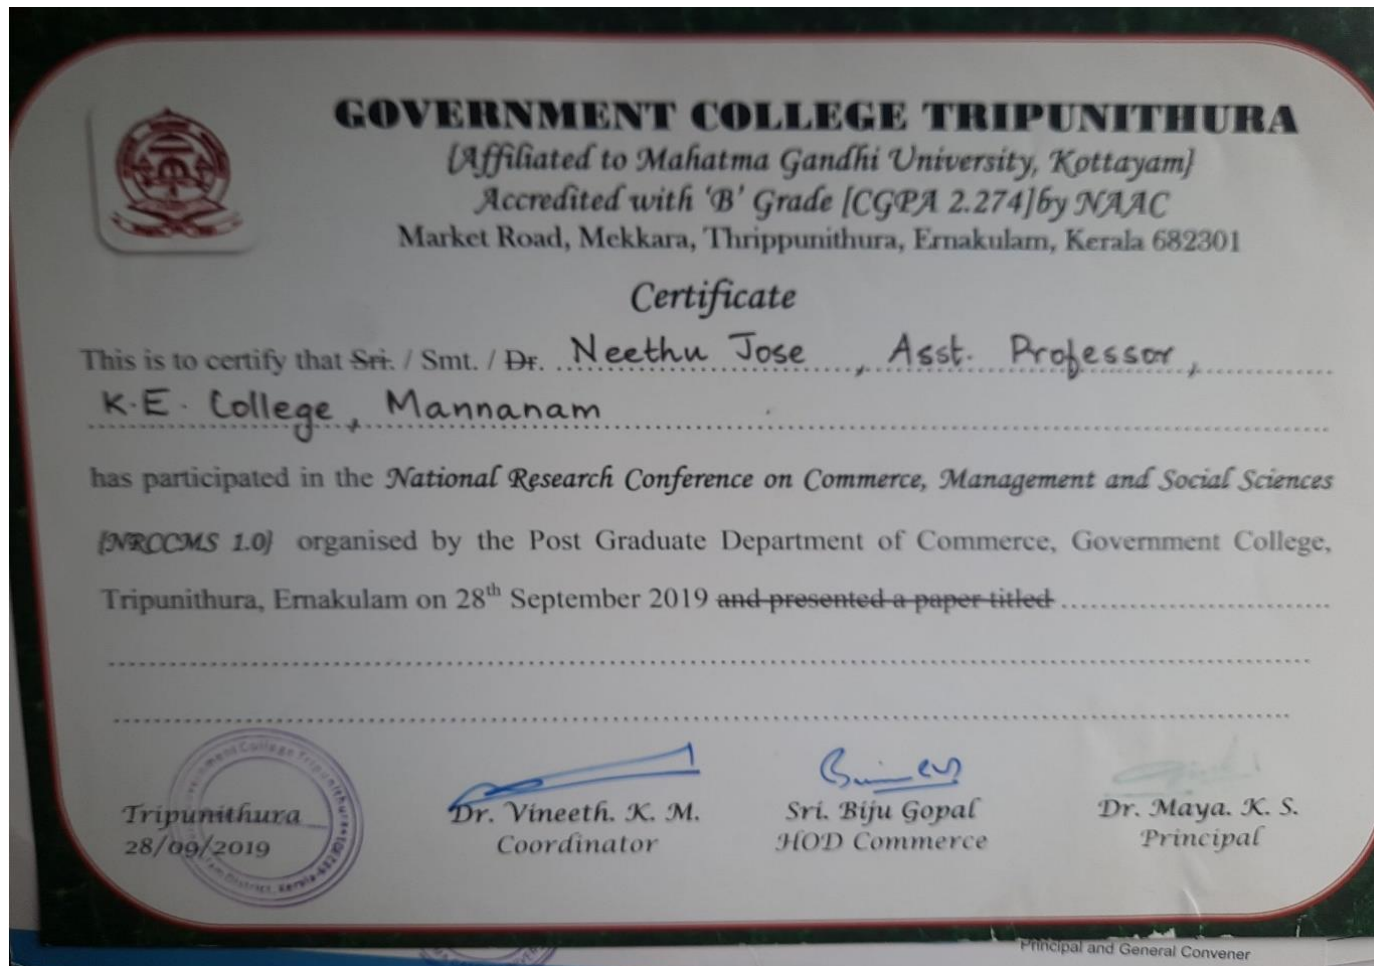 GOVERNMENT COLLEGE TRIPUNITHURA
{Affiliated to Mahatma Gandhi University, Kottayam}
Accredited with ‘B’ Grade [CGPA 2.274]by NAAC
Market Road, Mekkara, Thrippunithura, Ernakulam, Kerala 682301
Certificate
This is to certify that Sri. / Smt. / Dr. Neethu Jose, Asst. Professor,
K.E. College, Mannanam
has participated in the National Research Conference on Commerce, Management and Social Sciences
{NRCCMS 1.0} organised by the Post Graduate Department of Commerce, Government College,
Tripunithura, Ernakulam on 28th September 2019 and presented a paper titled
Tripunithura
28/09/2019
Dr. Vineeth. K. M.
Coordinator
Sri. Biju Gopal
HOD Commerce
Dr. Maya. K. S.
Principal
Principal and General Convener